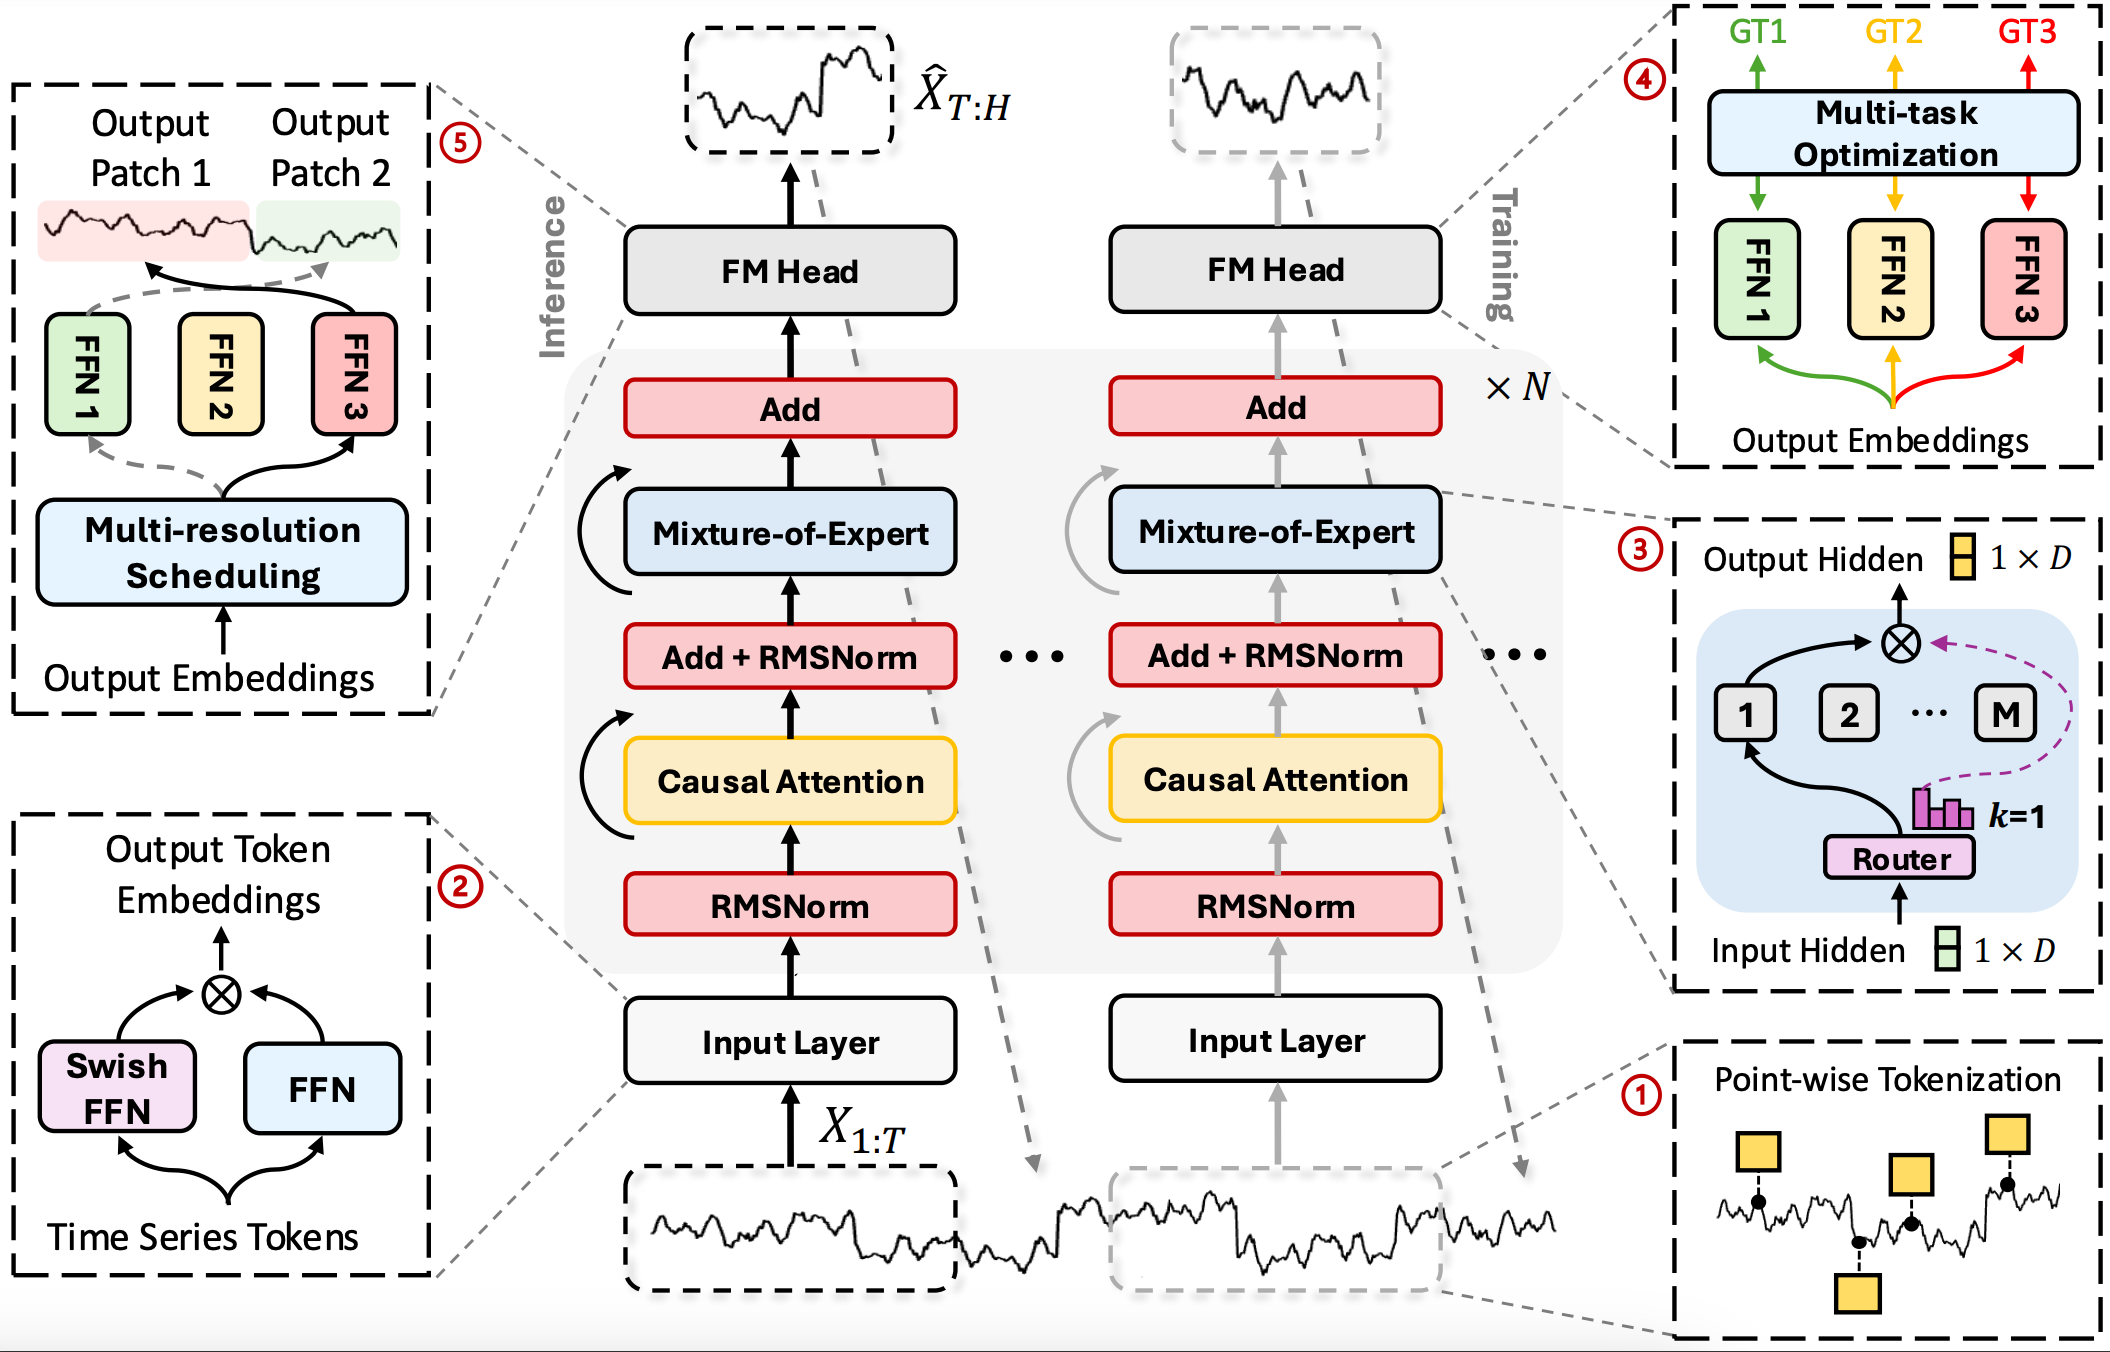 Output
Patch 1
Output
Patch 2
5
FFN 1
FFN 2
FFN 3
Multi-resolution
Scheduling
Output Embeddings
Output Token
Embeddings
2
Swish
FFN
FFN
Time Series Tokens
X̂_{T:H}
Inference
FM Head
Add
Mixture-of-Expert
Add + RMSNorm
Causal Attention
RMSNorm
Input Layer
X_{1:T}
...
Training
FM Head
× N
Add
Mixture-of-Expert
Add + RMSNorm
...
Causal Attention
RMSNorm
Input Layer
4
GT1
GT2
GT3
Multi-task
Optimization
FFN 1
FFN 2
FFN 3
Output Embeddings
3
Output Hidden
1 × D
1
2
...
M
k=1
Router
Input Hidden
1 × D
1
Point-wise Tokenization